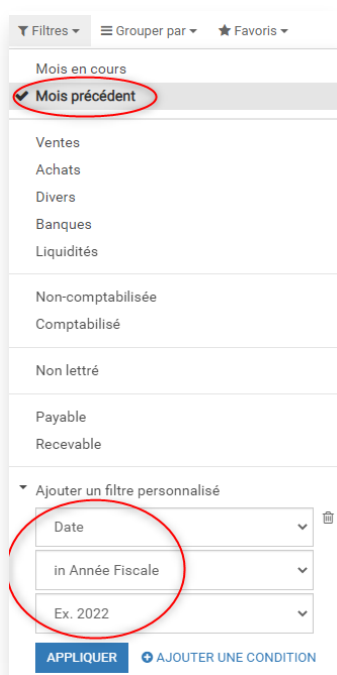 Filtres Grouper par Favoris
Mois en cours
Mois précédent
Ventes
Achats
Divers
Banques
Liquidités
Non-comptabilisée
Comptabilisé
Non lettré
Payable
Recevable
Ajouter un filtre personnalisé
Date
in Année Fiscale
Ex. 2022
APPLIQUER AJOUTER UNE CONDITION